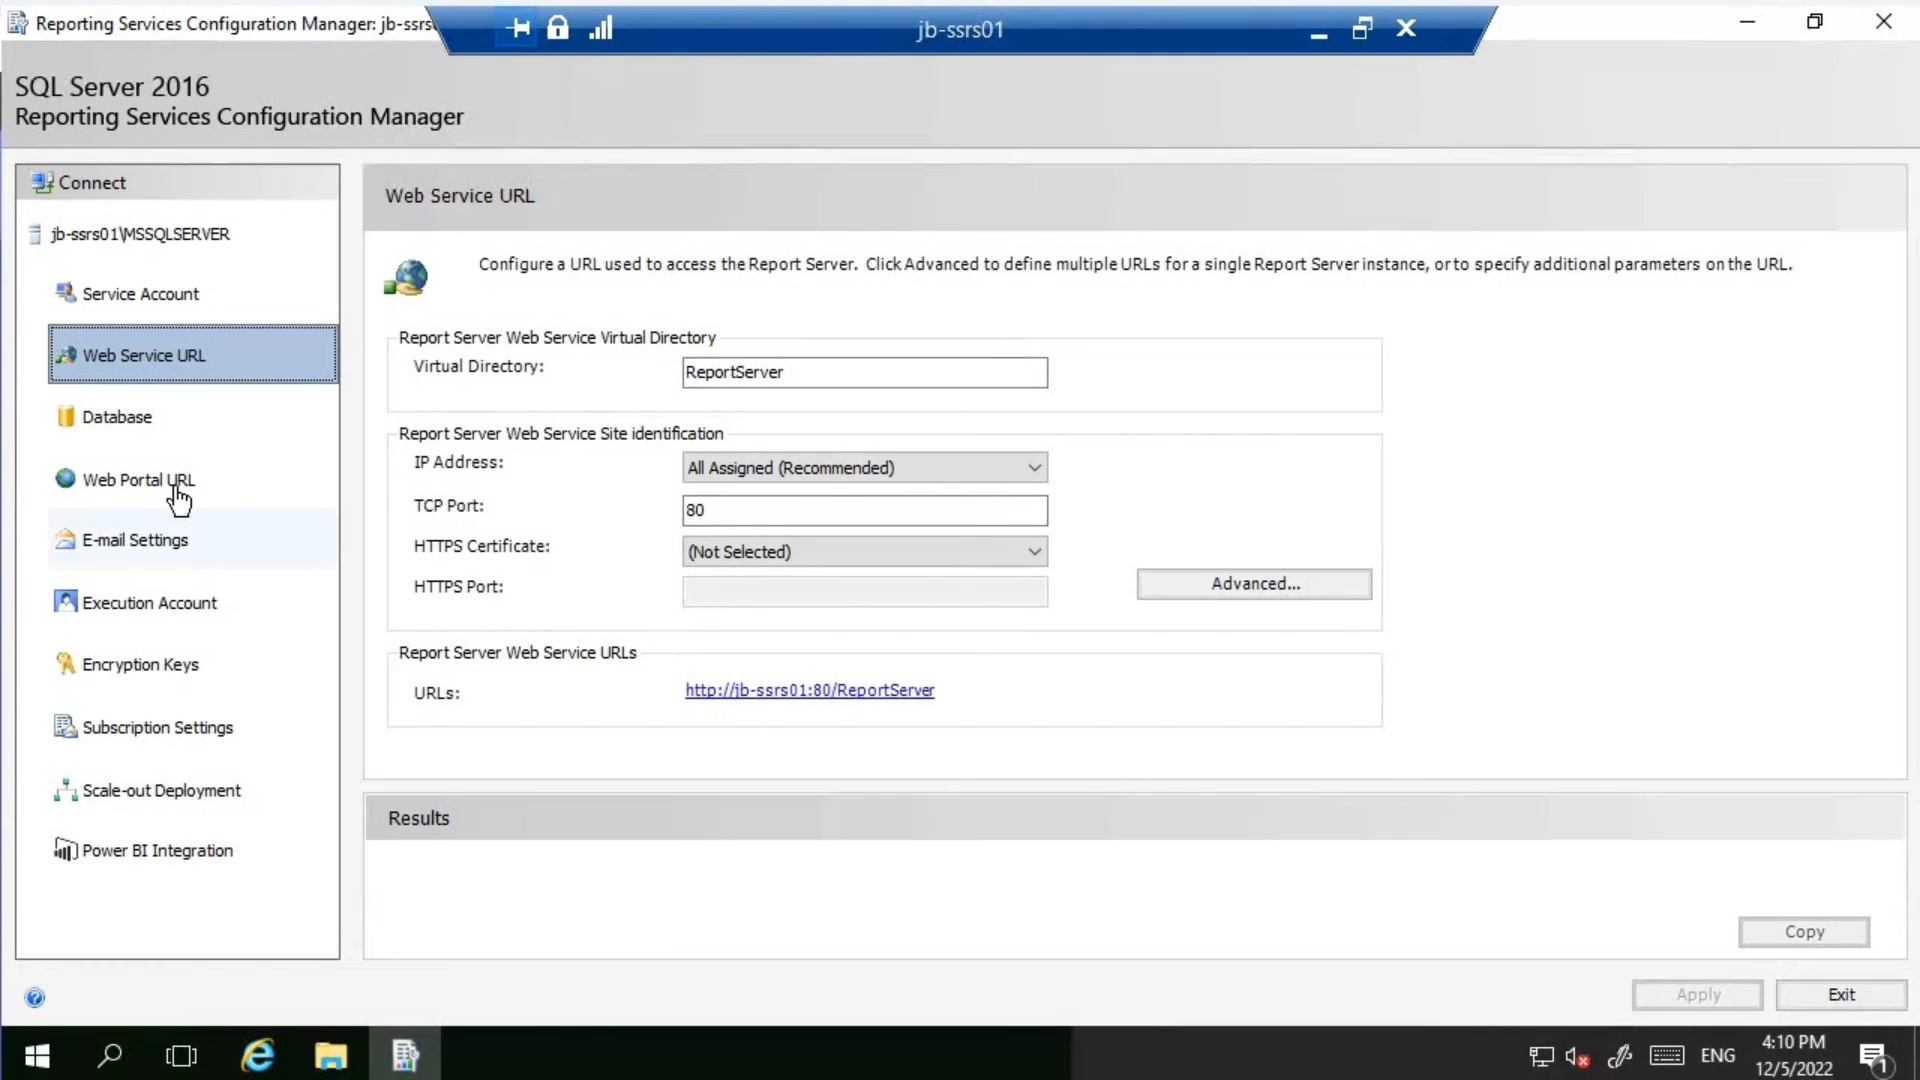 Reporting Services Configuration Manager: jb-ssrs
jb-ssrs01
SQL Server 2016
Reporting Services Configuration Manager
Connect
jb-ssrs01\MSSQLSERVER
Service Account
Web Service URL
Database
Web Portal URL
E-mail Settings
Execution Account
Encryption Keys
Subscription Settings
Scale-out Deployment
Power BI Integration
Web Service URL
Configure a URL used to access the Report Server. Click Advanced to define multiple URLs for a single Report Server instance, or to specify additional parameters on the URL.
Report Server Web Service Virtual Directory
Virtual Directory: ReportServer
Report Server Web Service Site identification
IP Address: All Assigned (Recommended)
TCP Port: 80
HTTPS Certificate: (Not Selected)
HTTPS Port:
Advanced...
Report Server Web Service URLs
URLs: http://jb-ssrs01:80/ReportServer
Results
Copy
Apply Exit
ENG
4:10 PM
12/5/2022
1